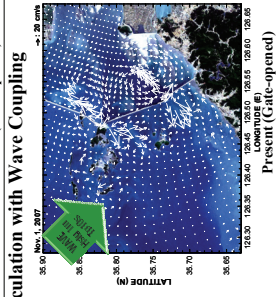 culation with Wave Coupling
Nov. 1, 2007
: 20 cm/s
35.90
35.80
35.75
35.70
35.65
LATITUDE (N)
WAVE
126.30 126.35 126.40 126.45 126.50 126.55 126.60 126.65
LONGITUDE (E)
Present (Gate-opened)